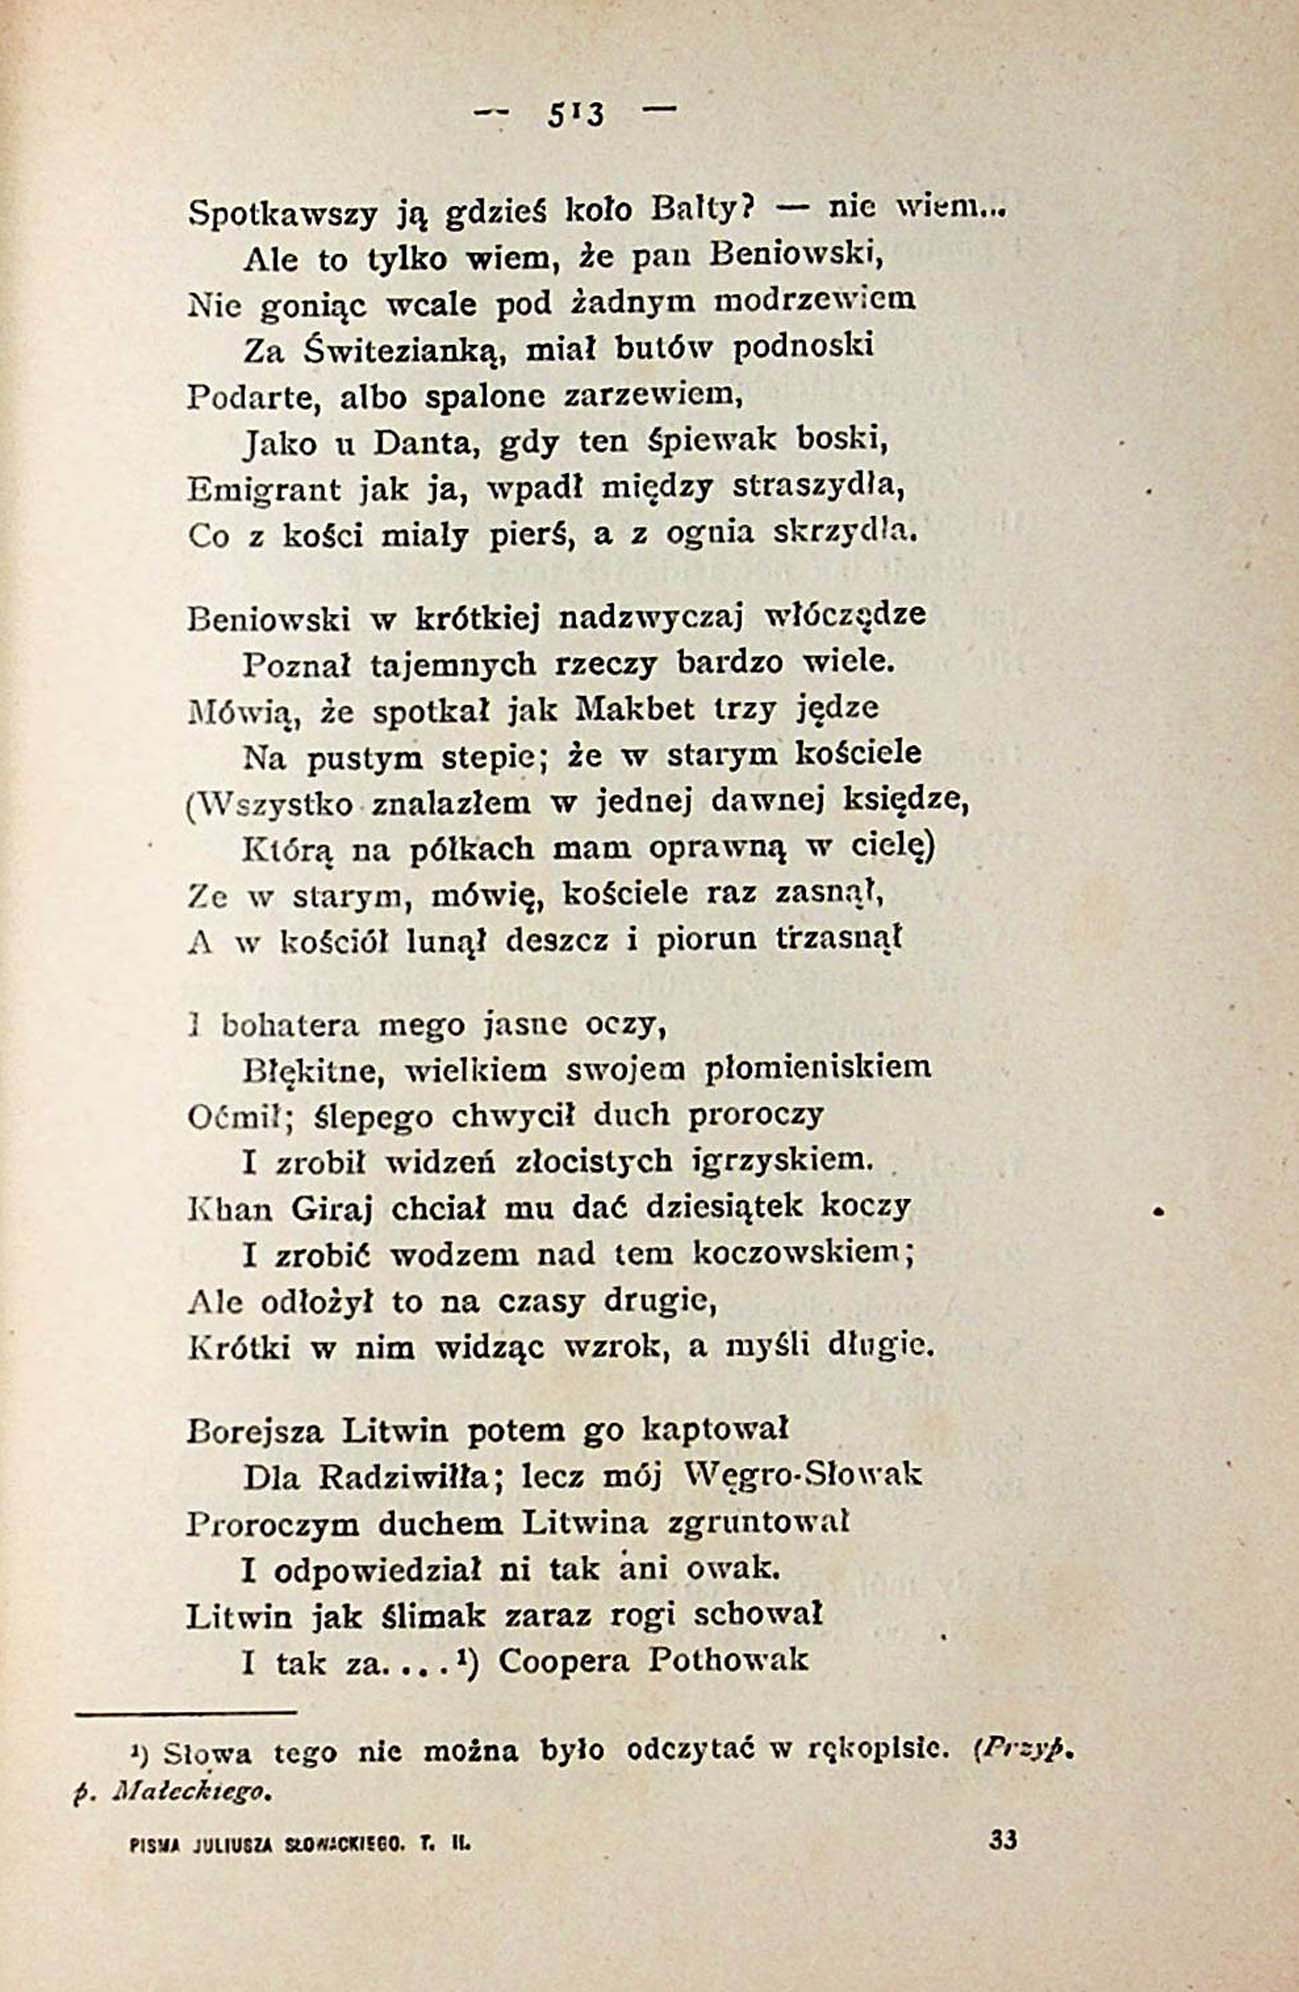 — 513 —
Spotkawszy ją gdzieś koło Bałty? — nie wiem...
Ale to tylko wiem, że pan Beniowski,
Nie goniąc wcale pod żadnym modrzewiem
Za Świtezianką, miał butów podnoski
Podarte, albo spalone zarzewiem,
Jako u Danta, gdy ten śpiewak boski,
Emigrant jak ja, wpadł między straszydła,
Co z kości miały pierś, a z ognia skrzydła.
Beniowski w krótkiej nadzwyczaj włóczędze
Poznał tajemnych rzeczy bardzo wiele.
Mówią, że spotkał jak Makbet trzy jędze
Na pustym stepie; że w starym kościele
(Wszystko znalazłem w jednej dawnej księdze,
Którą na półkach mam oprawną w cielę)
Ze w starym, mówię, kościele raz zasnął,
A w kościół lunął deszcz i piorun trzasnął
I bohatera mego jasne oczy,
Błękitne, wielkiem swojem płomieniskiem
Oćmił; ślepego chwycił duch proroczy
I zrobił widzeń złocistych igrzyskiem.
Khan Giraj chciał mu dać dziesiątek koczy
I zrobić wodzem nad tem koczowskiem;
Ale odłożył to na czasy drugie,
Krótki w nim widząc wzrok, a myśli długie.
Borejsza Litwin potem go kaptował
Dla Radziwiłła; lecz mój Węgro-Słowak
Proroczym duchem Litwina zgruntował
I odpowiedział ni tak ani owak.
Litwin jak ślimak zaraz rogi schował
I tak za.....¹) Coopera Pothowak
¹) Słowa tego nie można było odczytać w rękopisie. (Przyp.
p. Małeckiego.
PISMA JULIUSZA SŁOWACKIEGO. T. II. 33